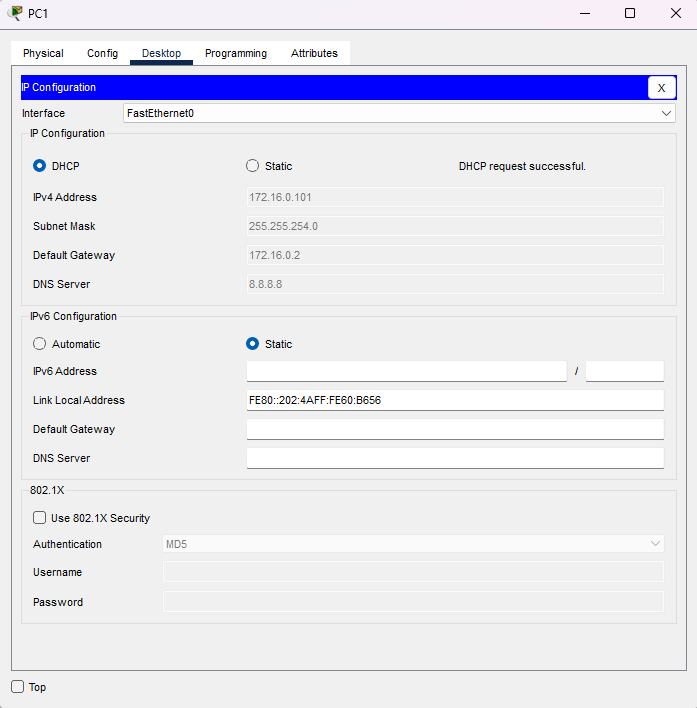 PC1
Physical Config Desktop Programming Attributes
IP Configuration X
Interface FastEthernet0
IP Configuration
DHCP Static DHCP request successful.
IPv4 Address 172.16.0.101
Subnet Mask 255.255.254.0
Default Gateway 172.16.0.2
DNS Server 8.8.8.8
IPv6 Configuration
Automatic Static
IPv6 Address /
Link Local Address FE80::202:4AFF:FE60:B656
Default Gateway
DNS Server
802.1X
Use 802.1X Security
Authentication MD5
Username
Password
Top